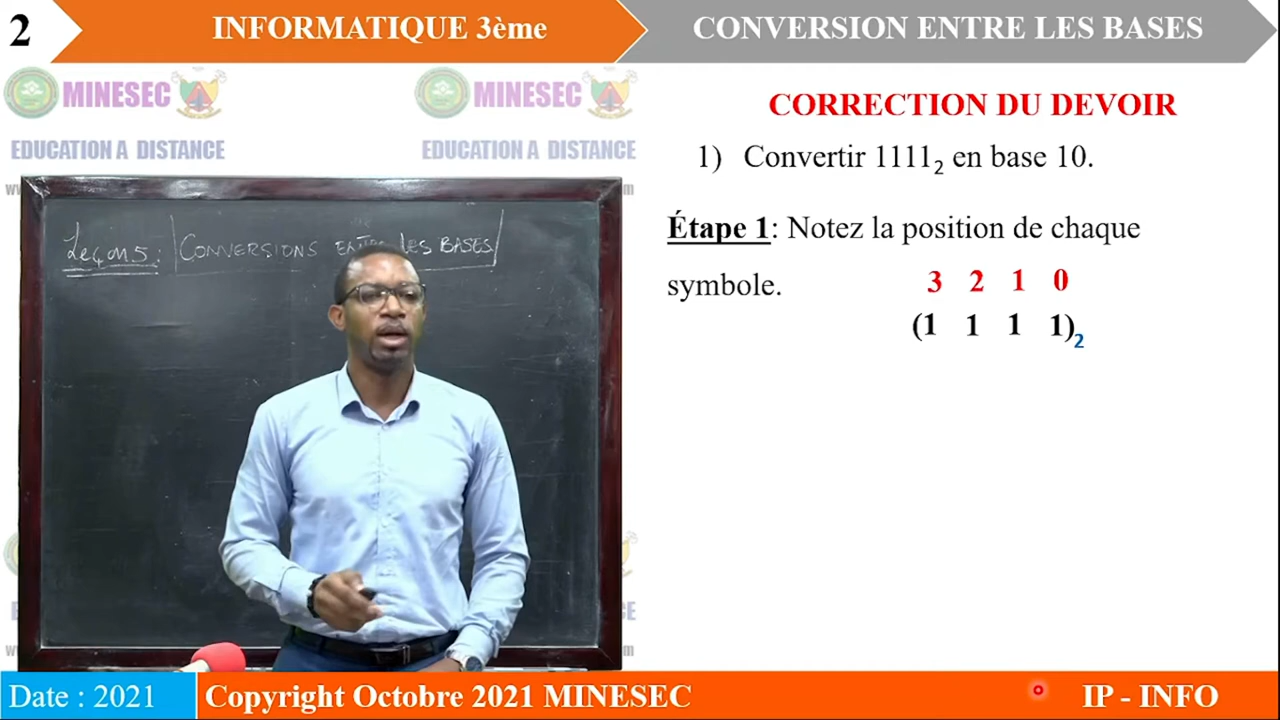 2
INFORMATIQUE 3ème
CONVERSION ENTRE LES BASES
MINESEC
MINESEC
EDUCATION A DISTANCE
EDUCATION A DISTANCE
Leçon 5 : CONVERSIONS ENTRE LES BASES
CORRECTION DU DEVOIR
1) Convertir 1111₂ en base 10.
Étape 1: Notez la position de chaque
symbole.
3 2 1 0
(1 1 1 1)₂
Date : 2021
Copyright Octobre 2021 MINESEC
IP - INFO